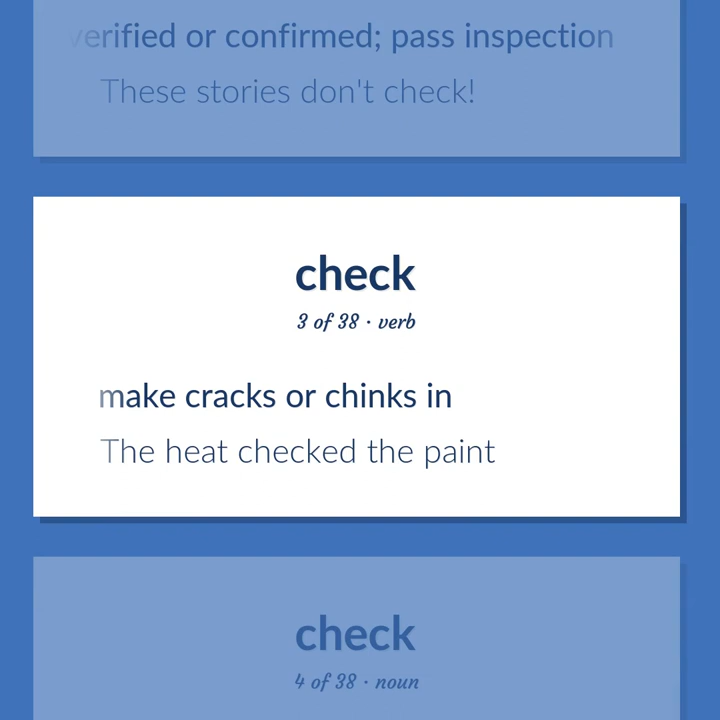 verified or confirmed; pass inspection
These stories don't check!
check
3 of 38 · verb
make cracks or chinks in
The heat checked the paint
check
4 of 38 · noun